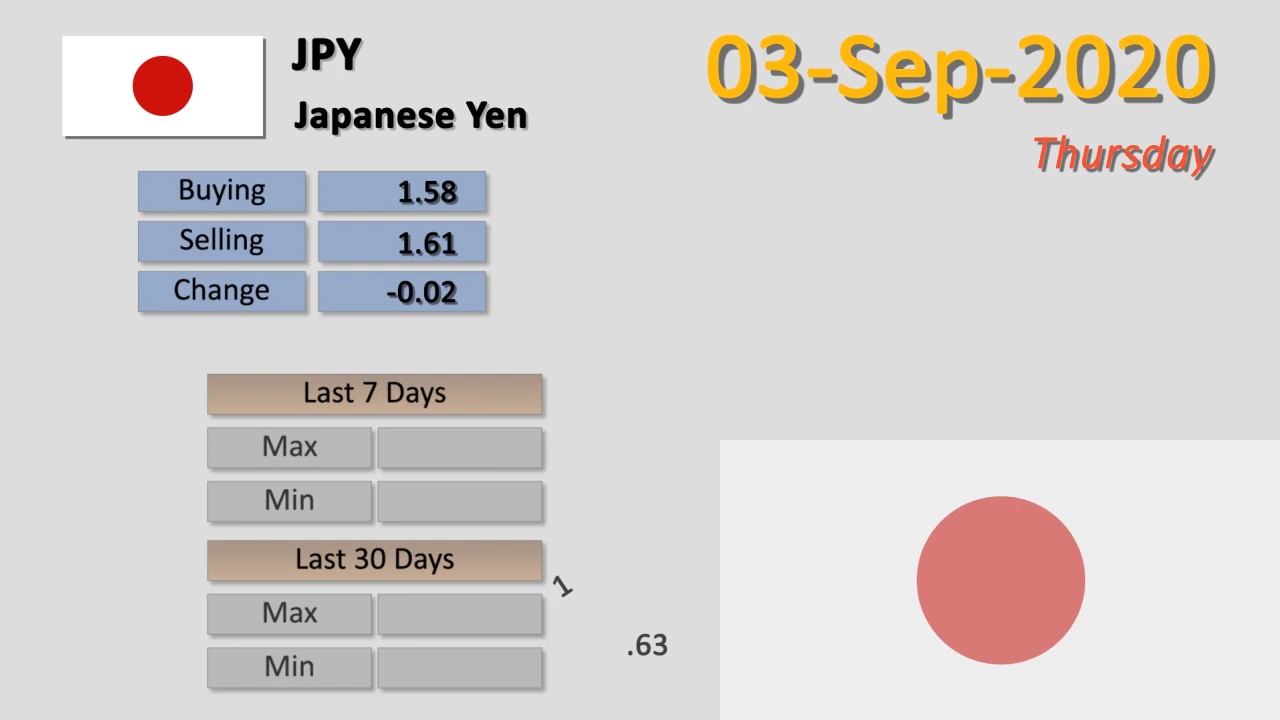 JPY
Japanese Yen
03-Sep-2020
Thursday
Buying 1.58
Selling 1.61
Change -0.02
Last 7 Days
Max
Min
Last 30 Days
1
Max
.63
Min